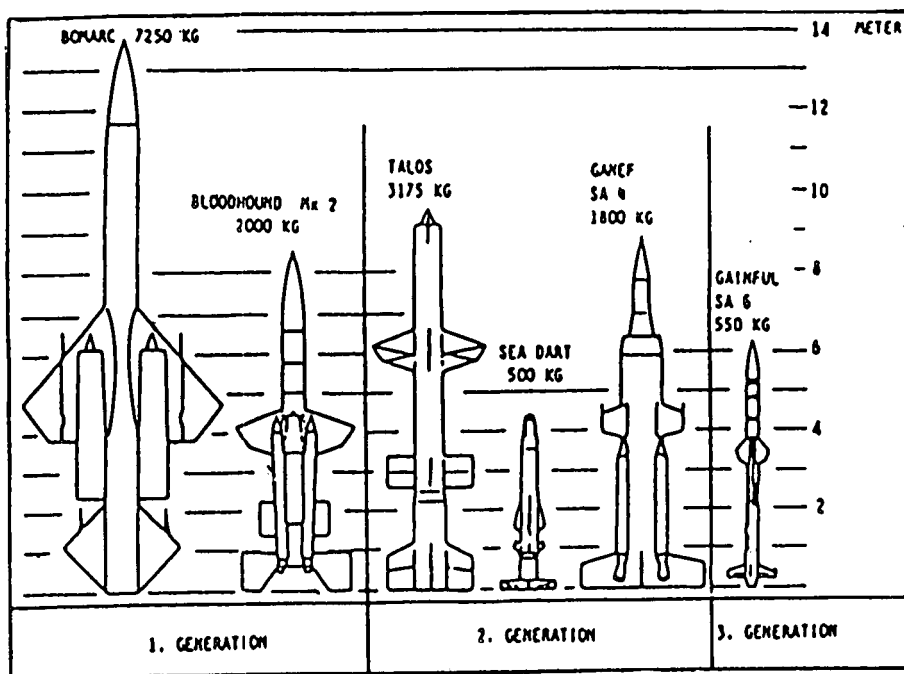 BOMARC 7250 KG
14 METER
12
TALOS
3175 KG
GANEF
SA 4
1800 KG
10
BLOODHOUND Mk 2
2000 KG
8
GAINFUL
SA 6
550 KG
SEA DART
500 KG
6
4
2
1. GENERATION
2. GENERATION
3. GENERATION